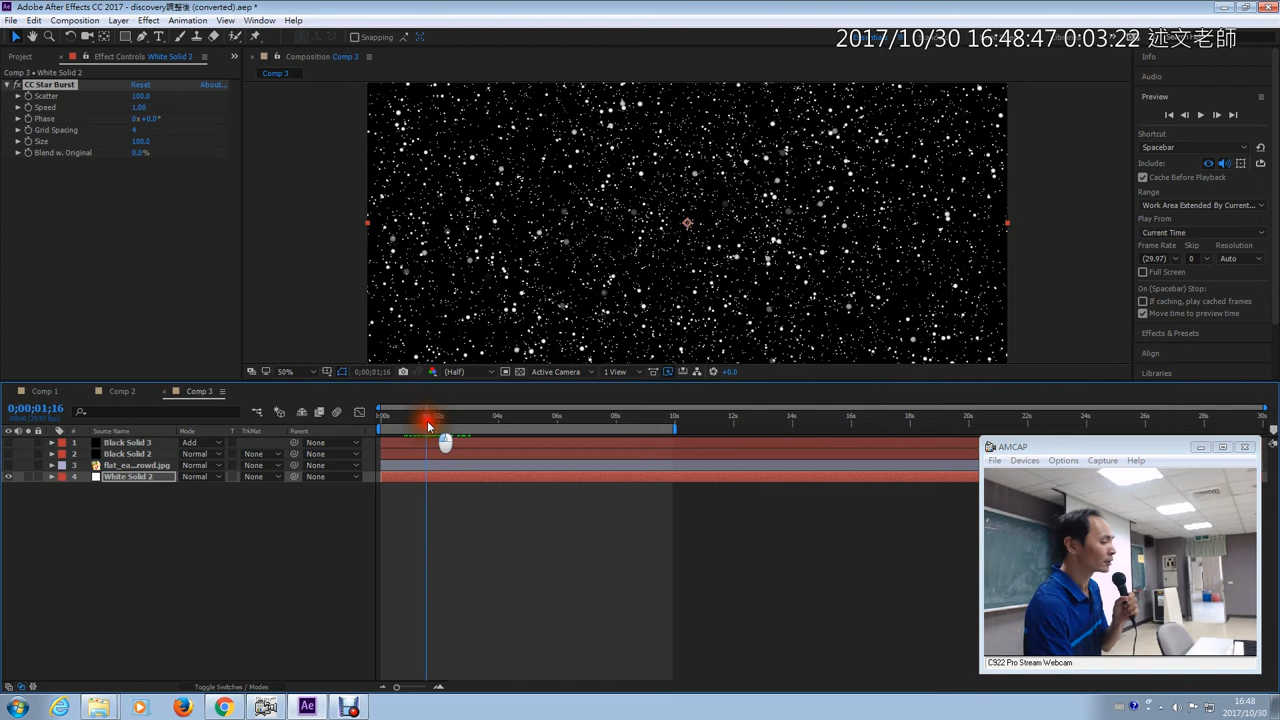 Adobe After Effects CC 2017 - discovery調整後 (converted).aep *
File Edit Composition Layer Effect Animation View Window Help
Snapping
2017/10/30 16:48:47 0:03:22 述文老師
Project
Effect Controls White Solid 2
Composition Comp 3
Info
Comp 3 • White Solid 2
Comp 3
Audio
fx CC Star Burst Reset About...
Scatter 100.0
Speed 1.00
Phase 0x+0.0°
Grid Spacing 4
Size 100.0
Blend w. Original 0.0%
Preview
Shortcut
Spacebar
Include:
Cache Before Playback
Range
Work Area Extended By Current...
Play From
Current Time
Frame Rate Skip Resolution
(29.97) 0 Auto
Full Screen
On (Spacebar) Stop:
If caching, play cached frames
Move time to preview time
Effects & Presets
Align
Libraries
50% 0;00;01;16 (Half) Active Camera 1 View +0.0
Comp 1 Comp 2 Comp 3
0;00;01;16
:00s 02s 04s 06s 08s 10s 12s 14s 16s 18s 20s 22s 24s 26s 28s 30s
# Source Name Mode T TrkMat Parent
1 Black Solid 3 Add None
2 Black Solid 2 Normal None None
3 flat_ea...rowd.jpg Normal None None
4 White Solid 2 Normal None None
AMCAP
File Devices Options Capture Help
C922 Pro Stream Webcam
Toggle Switches / Modes
16:48
2017/10/30